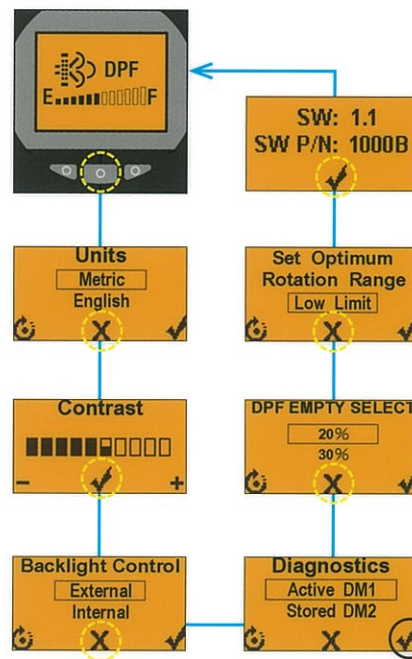 DPF
E F
Units
Metric
English
Contrast
- +
Backlight Control
External
Internal
Diagnostics
Active DM1
Stored DM2
DPF EMPTY SELECT
20%
30%
Set Optimum
Rotation Range
Low Limit
SW: 1.1
SW P/N: 1000B